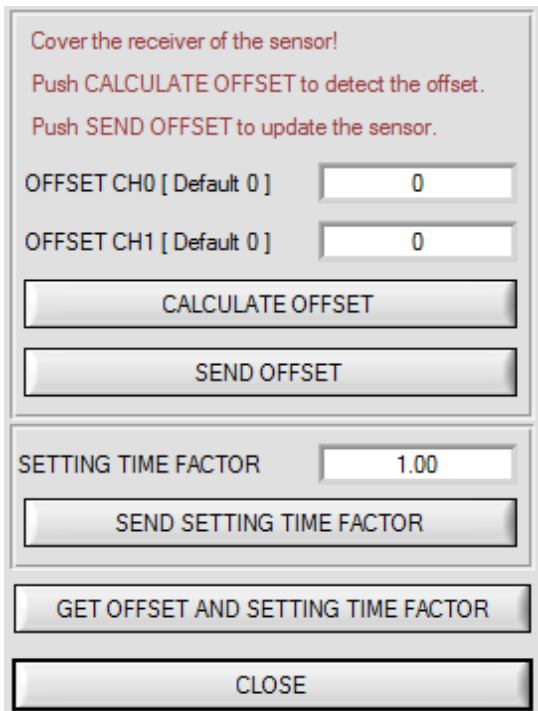 Cover the receiver of the sensor!
Push CALCULATE OFFSET to detect the offset.
Push SEND OFFSET to update the sensor.
OFFSET CH0 [ Default 0 ] 0
OFFSET CH1 [ Default 0 ] 0
CALCULATE OFFSET
SEND OFFSET
SETTING TIME FACTOR 1.00
SEND SETTING TIME FACTOR
GET OFFSET AND SETTING TIME FACTOR
CLOSE